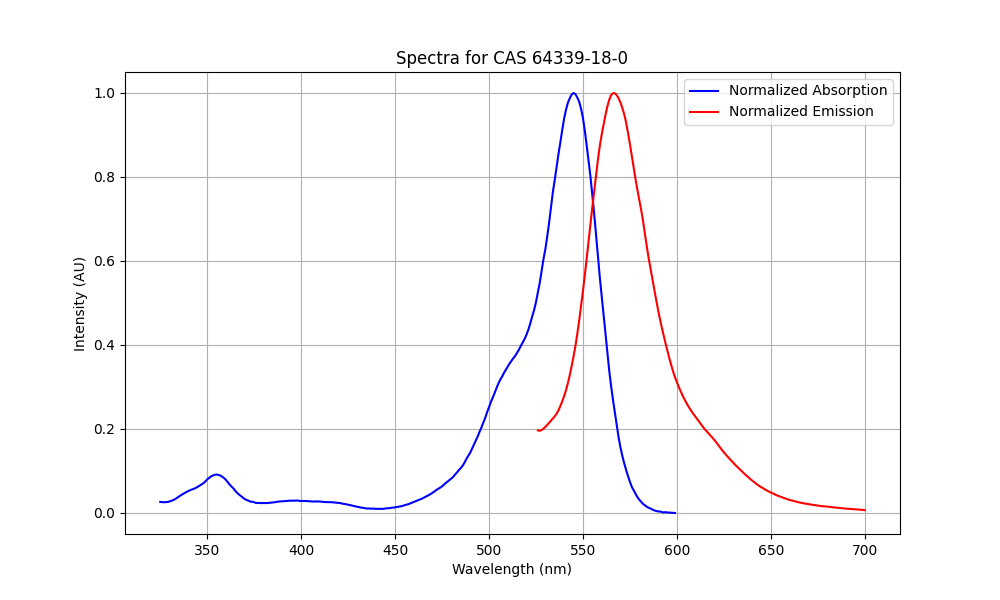 Spectra for CAS 64339-18-0
Normalized Absorption
Normalized Emission
1.0
0.8
0.6
0.4
0.2
0.0
Intensity (AU)
350 400 450 500 550 600 650 700
Wavelength (nm)